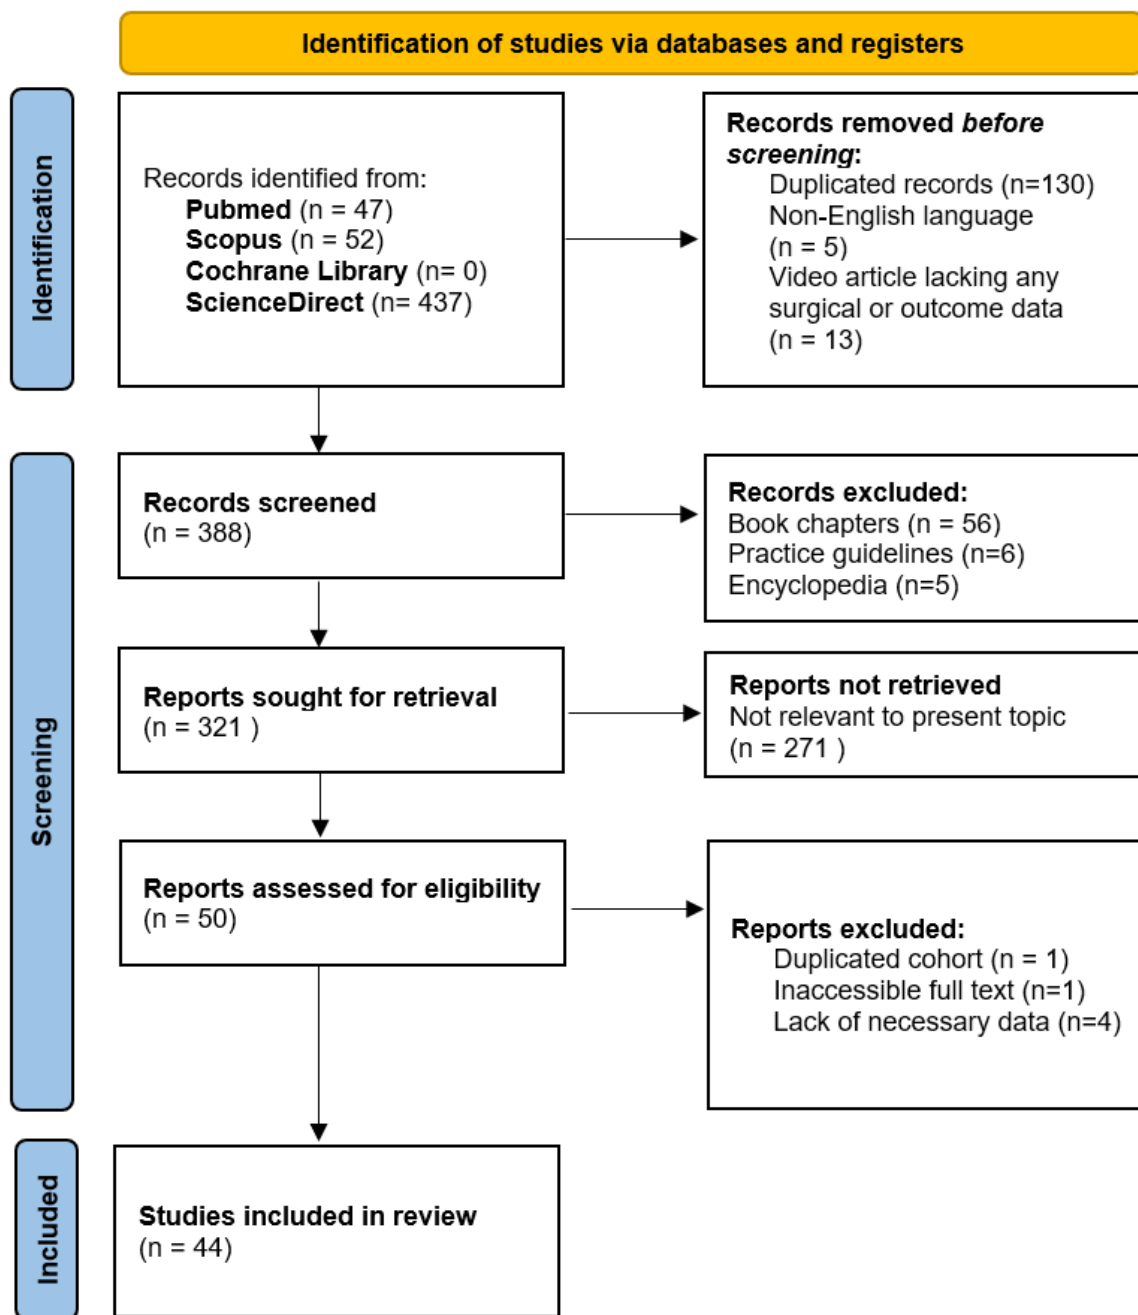 Identification of studies via databases and registers
Identification
Records identified from:
Pubmed (n = 47)
Scopus (n = 52)
Cochrane Library (n= 0)
ScienceDirect (n= 437)
Records removed before
screening:
Duplicated records (n=130)
Non-English language
(n = 5)
Video article lacking any
surgical or outcome data
(n = 13)
Screening
Records screened
(n = 388)
Records excluded:
Book chapters (n = 56)
Practice guidelines (n=6)
Encyclopedia (n=5)
Reports sought for retrieval
(n = 321 )
Reports not retrieved
Not relevant to present topic
(n = 271 )
Reports assessed for eligibility
(n = 50)
Reports excluded:
Duplicated cohort (n = 1)
Inaccessible full text (n=1)
Lack of necessary data (n=4)
Included
Studies included in review
(n = 44)